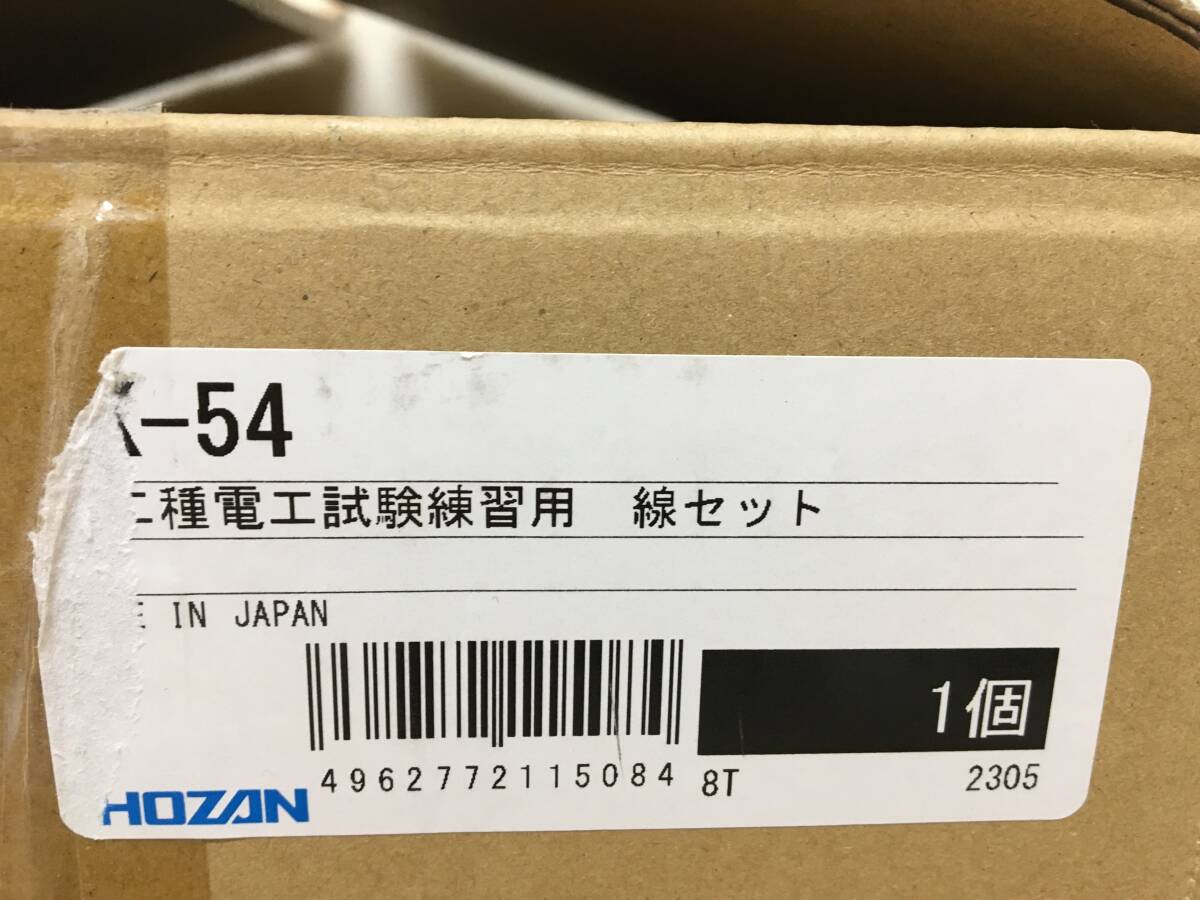 -54
二種電工試験練習用 線セット
E IN JAPAN
4962772115084
8T
1個
2305
HOZAN